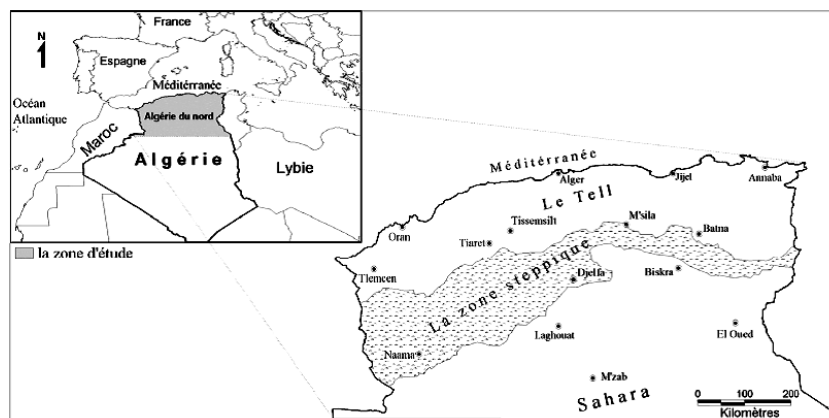 France
N
Espagne
Méditérranée
Océan
Atlantique
Algérie du nord
Maroc
Algérie
Lybie
la zone d'étude
Méditérranée
Alger
Jijel
Annaba
Le Tell
Oran
Tissemsilt
M'sila
Batna
Tiaret
Tlemcen
La zone steppique
Djelfa
Biskra
Laghouat
El Oued
Naama
M'zab
Sahara
0 100 200
Kilomètres